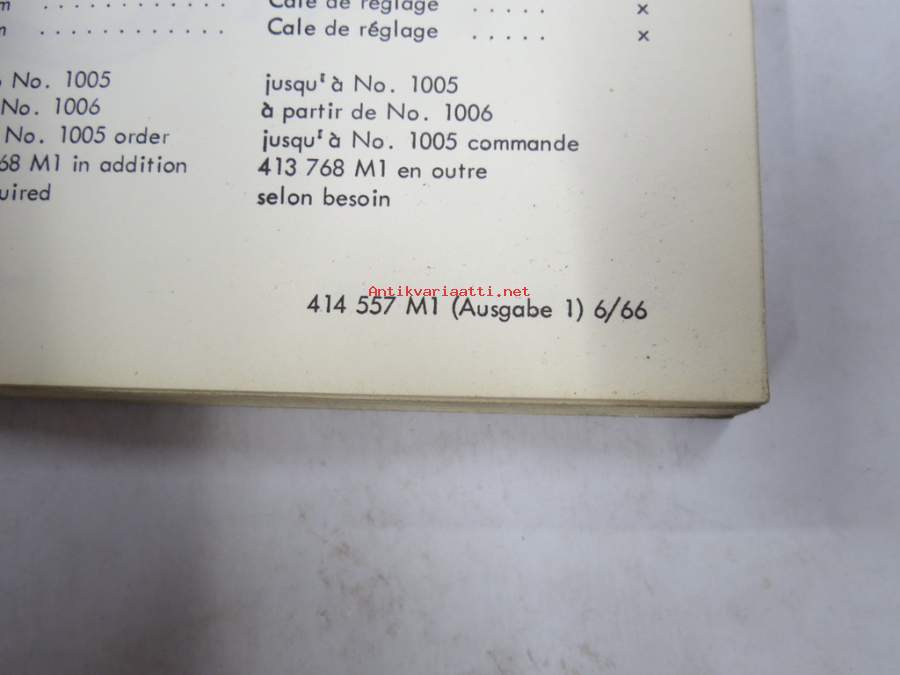 m . . . . . . . . . . . . Cale de réglage . . . . . x
. . . . . . . . . . . . Cale de réglage . . . . . x
No. 1005
No. 1006
No. 1005 order
68 M1 in addition
uired
jusqu'à No. 1005
à partir de No. 1006
jusqu'à No. 1005 commande
413 768 M1 en outre
selon besoin
Antikvariaatti.net
414 557 M1 (Ausgabe 1) 6/66